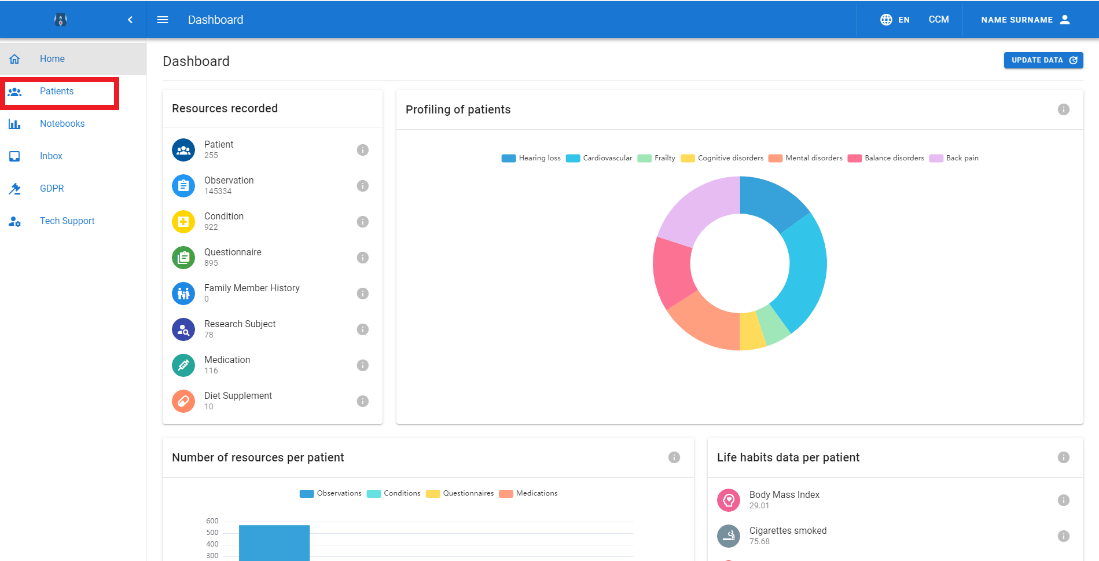 Dashboard
EN
CCM
NAME SURNAME
Home
Patients
Notebooks
Inbox
GDPR
Tech Support
Dashboard
UPDATE DATA
Resources recorded
Patient
255
Observation
145334
Condition
922
Questionnaire
895
Family Member History
0
Research Subject
78
Medication
116
Diet Supplement
10
Profiling of patients
Hearing loss Cardiovascular Frailty Cognitive disorders Mental disorders Balance disorders Back pain
Number of resources per patient
Observations Conditions Questionnaires Medications
600
500
400
300
Life habits data per patient
Body Mass Index
29.01
Cigarettes smoked
75.68